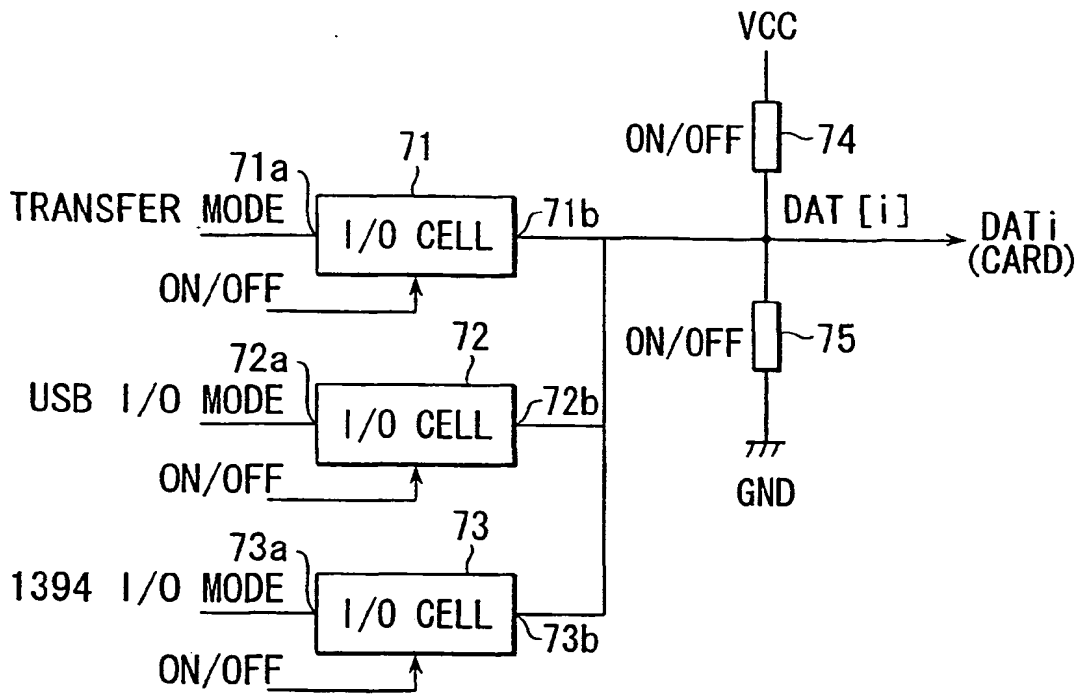 VCC
ON/OFF 74
71
71a
TRANSFER MODE
I/O CELL
71b
DAT [i]
DATi
(CARD)
ON/OFF
ON/OFF 75
72
72a
USB I/O MODE
I/O CELL
72b
ON/OFF
GND
73
73a
1394 I/O MODE
I/O CELL
73b
ON/OFF